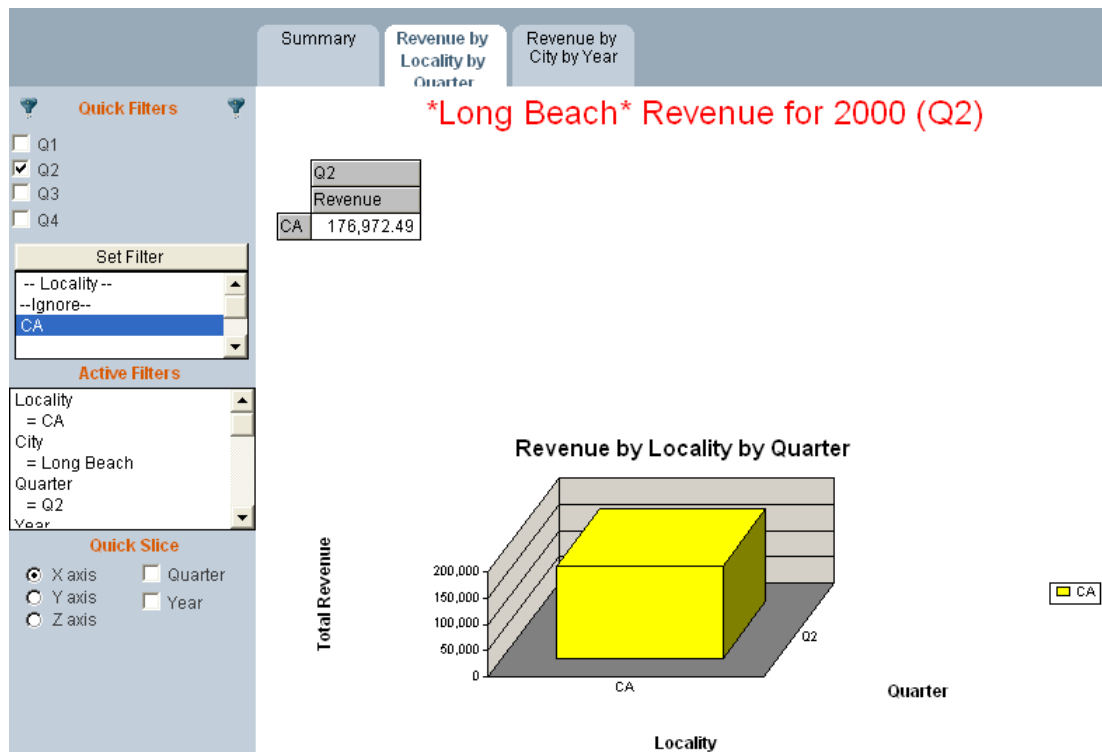 Summary
Revenue by
Locality by
Quarter
Revenue by
City by Year
Quick Filters
*Long Beach* Revenue for 2000 (Q2)
Q1
Q2
Q3
Q4
Q2
Revenue
CA 176,972.49
Set Filter
-- Locality --
--Ignore--
CA
Active Filters
Locality
= CA
City
= Long Beach
Quarter
= Q2
Year
Quick Slice
X axis
Quarter
Y axis
Year
Z axis
Revenue by Locality by Quarter
Total Revenue
200,000
150,000
100,000
50,000
0
CA
Q2
CA
Quarter
Locality